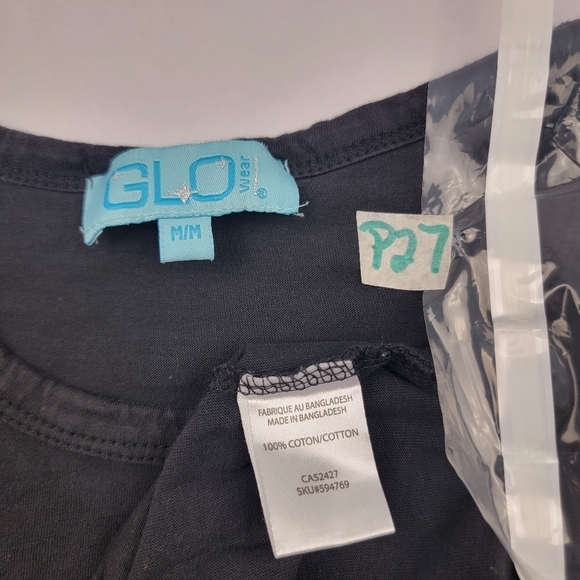 GLO
Wear
®
M/M
P27
FABRIQUE AU BANGLADESH
MADE IN BANGLADESH
100% COTON/COTTON
CA52427
SKU#594769